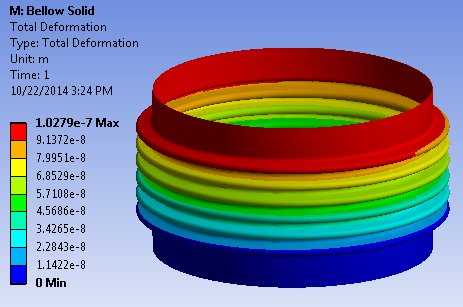 M: Bellow Solid
Total Deformation
Type: Total Deformation
Unit: m
Time: 1
10/22/2014 3:24 PM
1.0279e-7 Max
9.1372e-8
7.9951e-8
6.8529e-8
5.7108e-8
4.5686e-8
3.4265e-8
2.2843e-8
1.1422e-8
0 Min